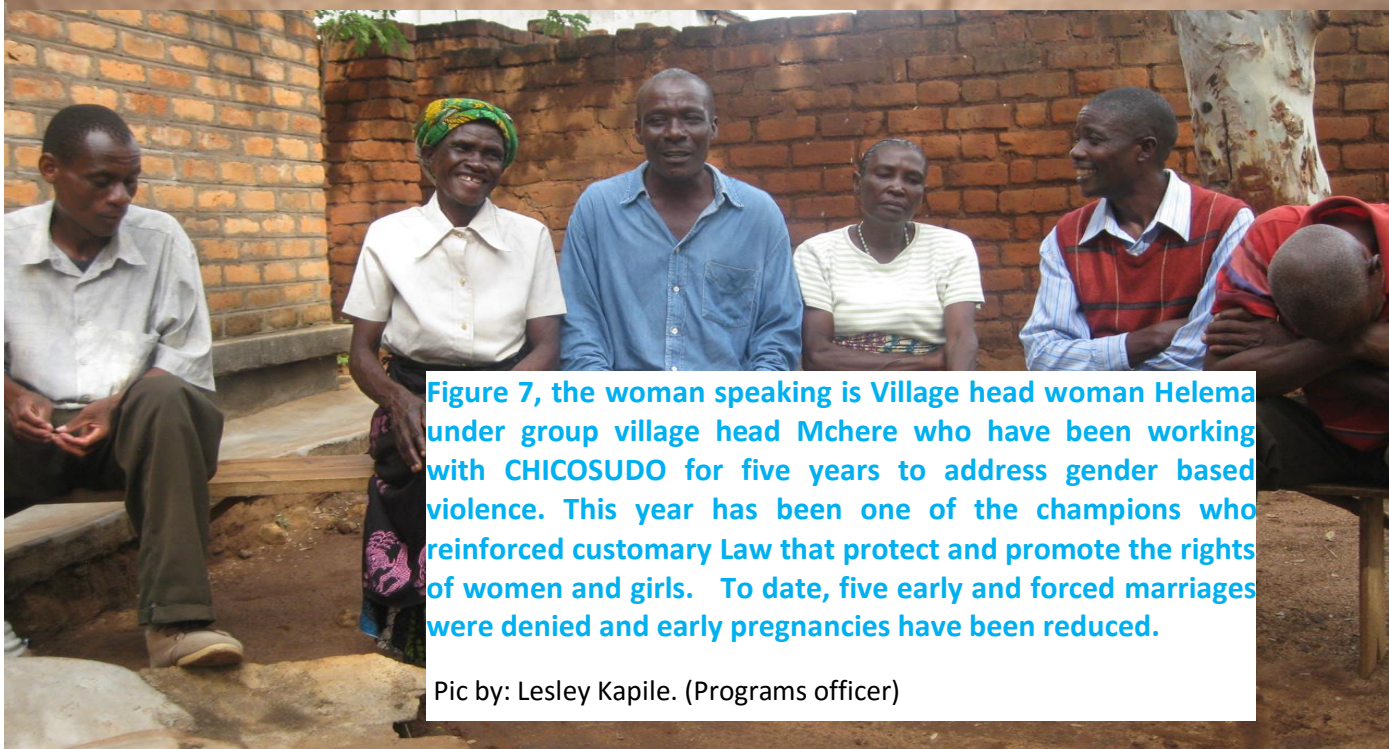 Figure 7, the woman speaking is Village head woman Helema
under group village head Mchere who have been working
with CHICOSUDO for five years to address gender based
violence. This year has been one of the champions who
reinforced customary Law that protect and promote the rights
of women and girls. To date, five early and forced marriages
were denied and early pregnancies have been reduced.
Pic by: Lesley Kapile. (Programs officer)